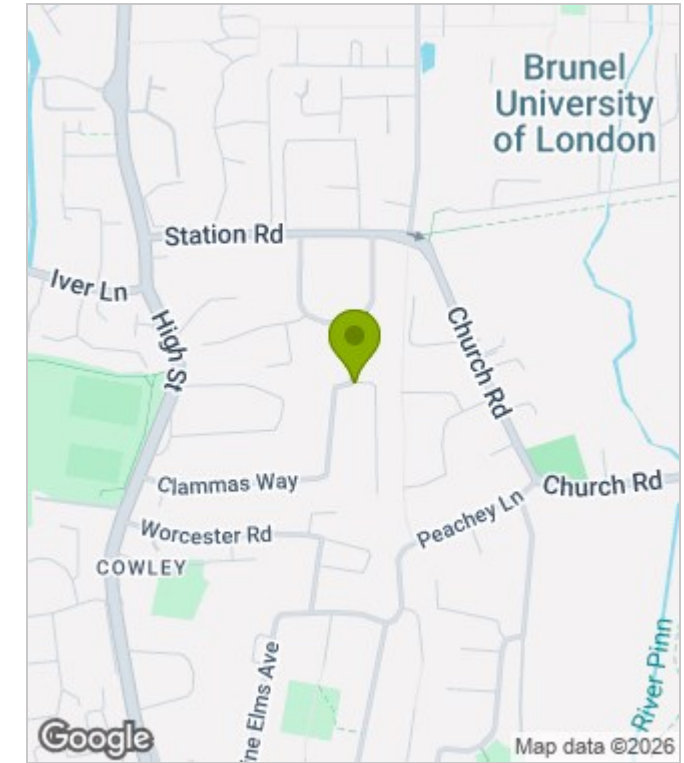 Brunel
University
of London
Station Rd
Iver Ln
High St
Church Rd
Clammas Way
Church Rd
Peachey Ln
Worcester Rd
COWLEY
ine Elms Ave
River Pinn
Google
Map data ©2026